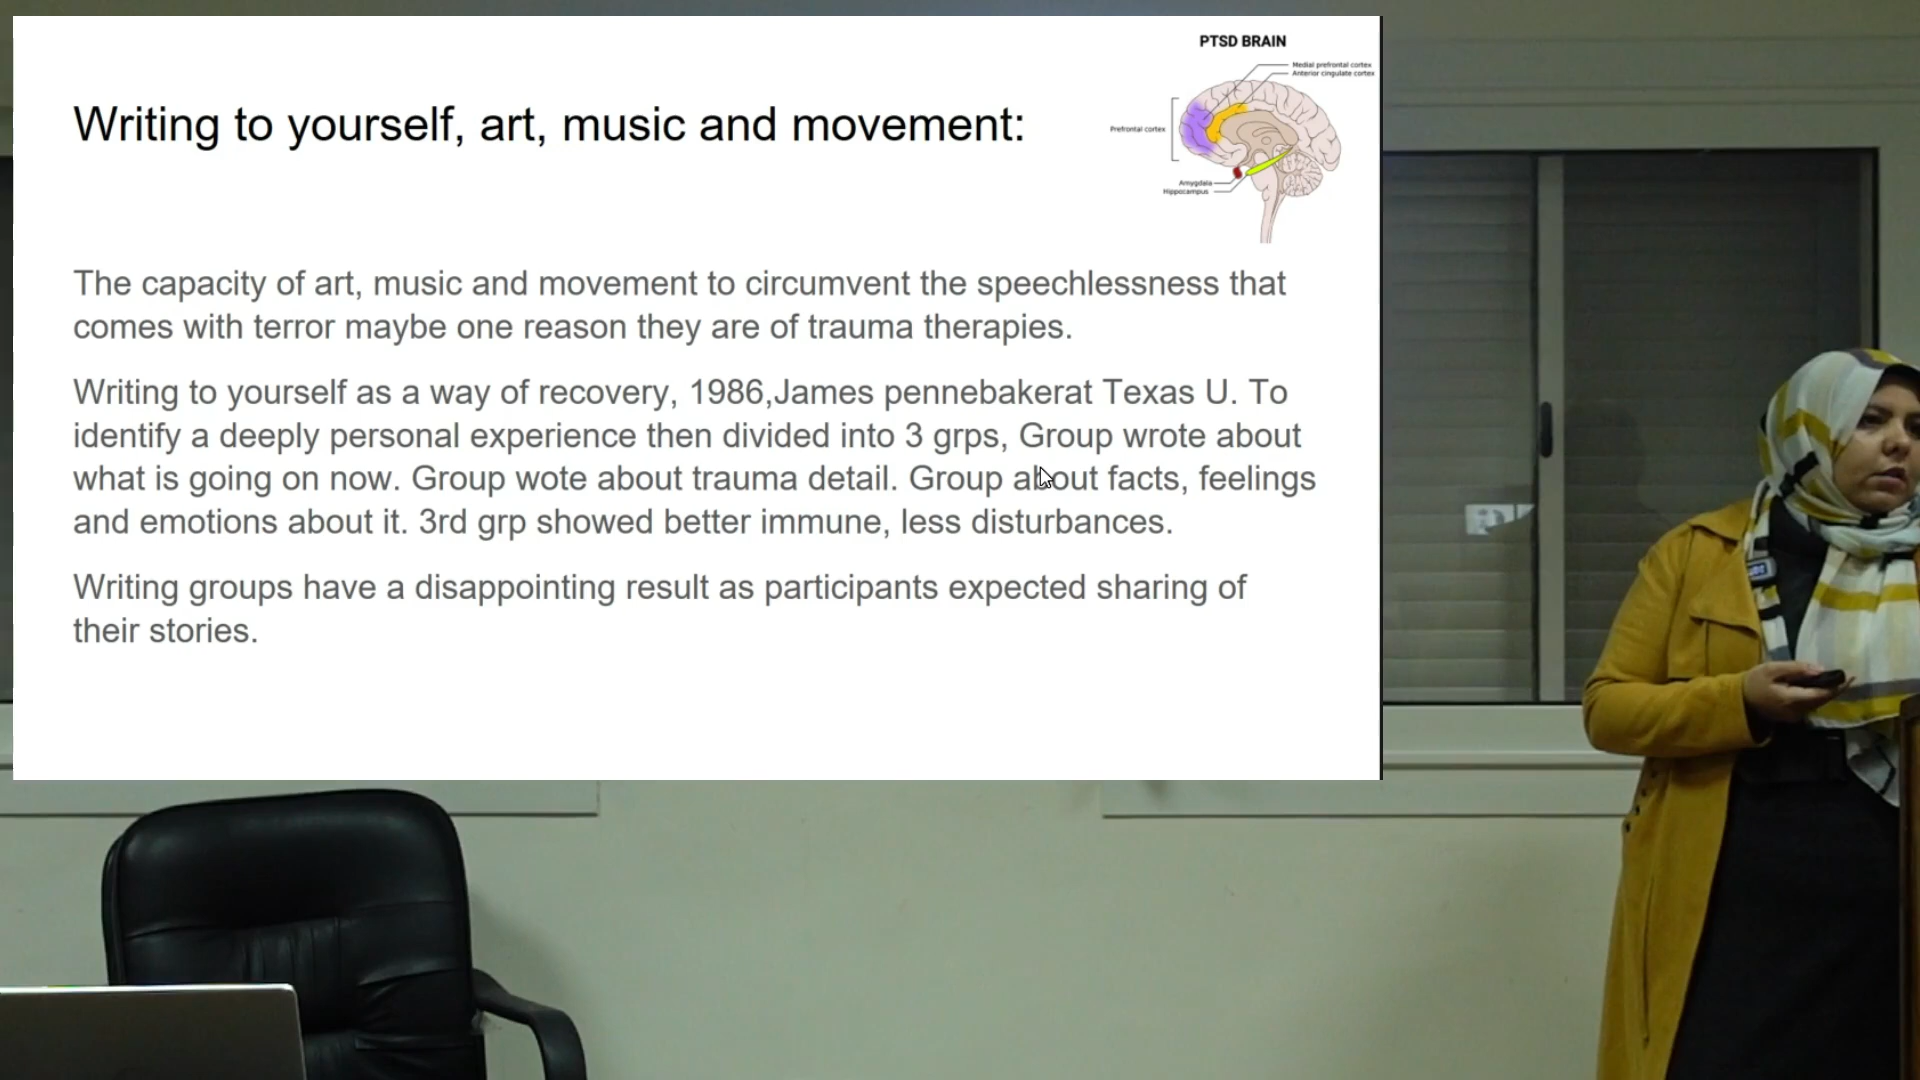 PTSD BRAIN
Medial prefrontal cortex
Anterior cingulate cortex
Writing to yourself, art, music and movement:
Prefrontal cortex
Amygdala
Hippocampus
The capacity of art, music and movement to circumvent the speechlessness that
comes with terror maybe one reason they are of trauma therapies.
Writing to yourself as a way of recovery, 1986,James pennebakerat Texas U. To
identify a deeply personal experience then divided into 3 grps, Group wrote about
what is going on now. Group wote about trauma detail. Group about facts, feelings
and emotions about it. 3rd grp showed better immune, less disturbances.
Writing groups have a disappointing result as participants expected sharing of
their stories.